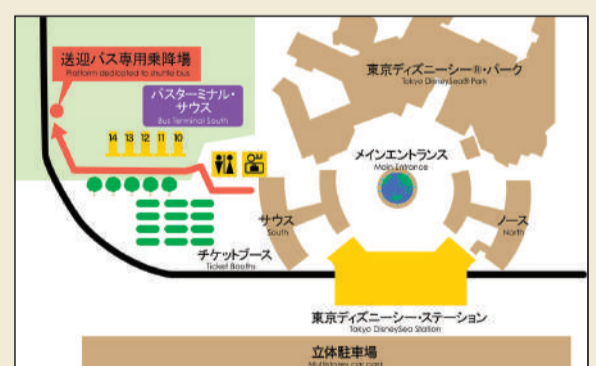 送迎バス専用乗降場
Platform dedicated to shuttle bus
バスターミナル・
サウス
Bus Terminal South
14 13 12 11 10
東京ディズニーシー®・パーク
Tokyo DisneySea® Park
メインエントランス
Main Entrance
サウス
South
ノース
North
チケットブース
Ticket Booths
東京ディズニーシー・ステーション
Tokyo DisneySea Station
立体駐車場
Multistorey car park